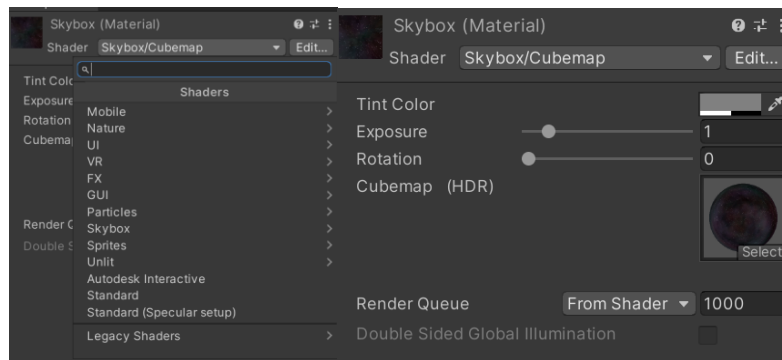 Skybox (Material)
Shader Skybox/Cubemap Edit...
Shaders
Tint Colo
Exposure
Rotation
Cubema
Render Q
Double S
Mobile
Nature
UI
VR
FX
GUI
Particles
Skybox
Sprites
Unlit
Autodesk Interactive
Standard
Standard (Specular setup)
Legacy Shaders
Skybox (Material)
Shader Skybox/Cubemap Edit...
Tint Color
Exposure 1
Rotation 0
Cubemap (HDR)
Select
Render Queue From Shader 1000
Double Sided Global Illumination